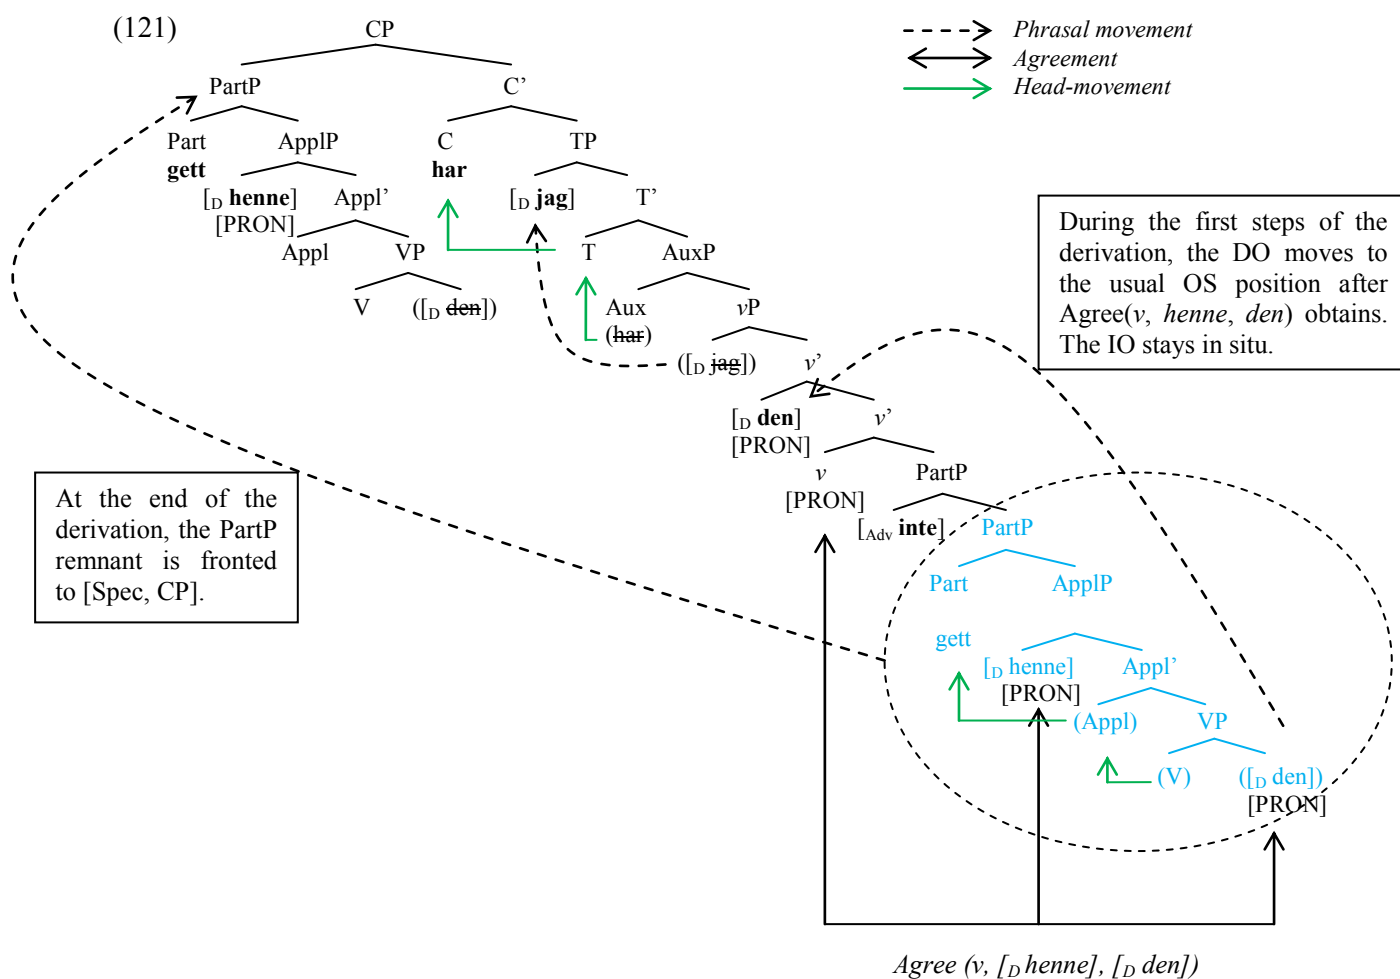 (121)
CP
Phrasal movement
Agreement
Head-movement
PartP C’
Part ApplP C TP
gett har
[D henne] Appl’ [D jag] T’
[PRON]
Appl VP T AuxP
V ([D den]) Aux vP
(har)
([D jag]) v’
[D den] v’
[PRON]
v PartP
[PRON]
[Adv inte] PartP
Part ApplP
gett
[D henne] Appl’
[PRON]
(Appl) VP
(V) ([D den])
[PRON]
Agree (v, [D henne], [D den])
During the first steps of the
derivation, the DO moves to
the usual OS position after
Agree(v, henne, den) obtains.
The IO stays in situ.
At the end of the
derivation, the PartP
remnant is fronted
to [Spec, CP].